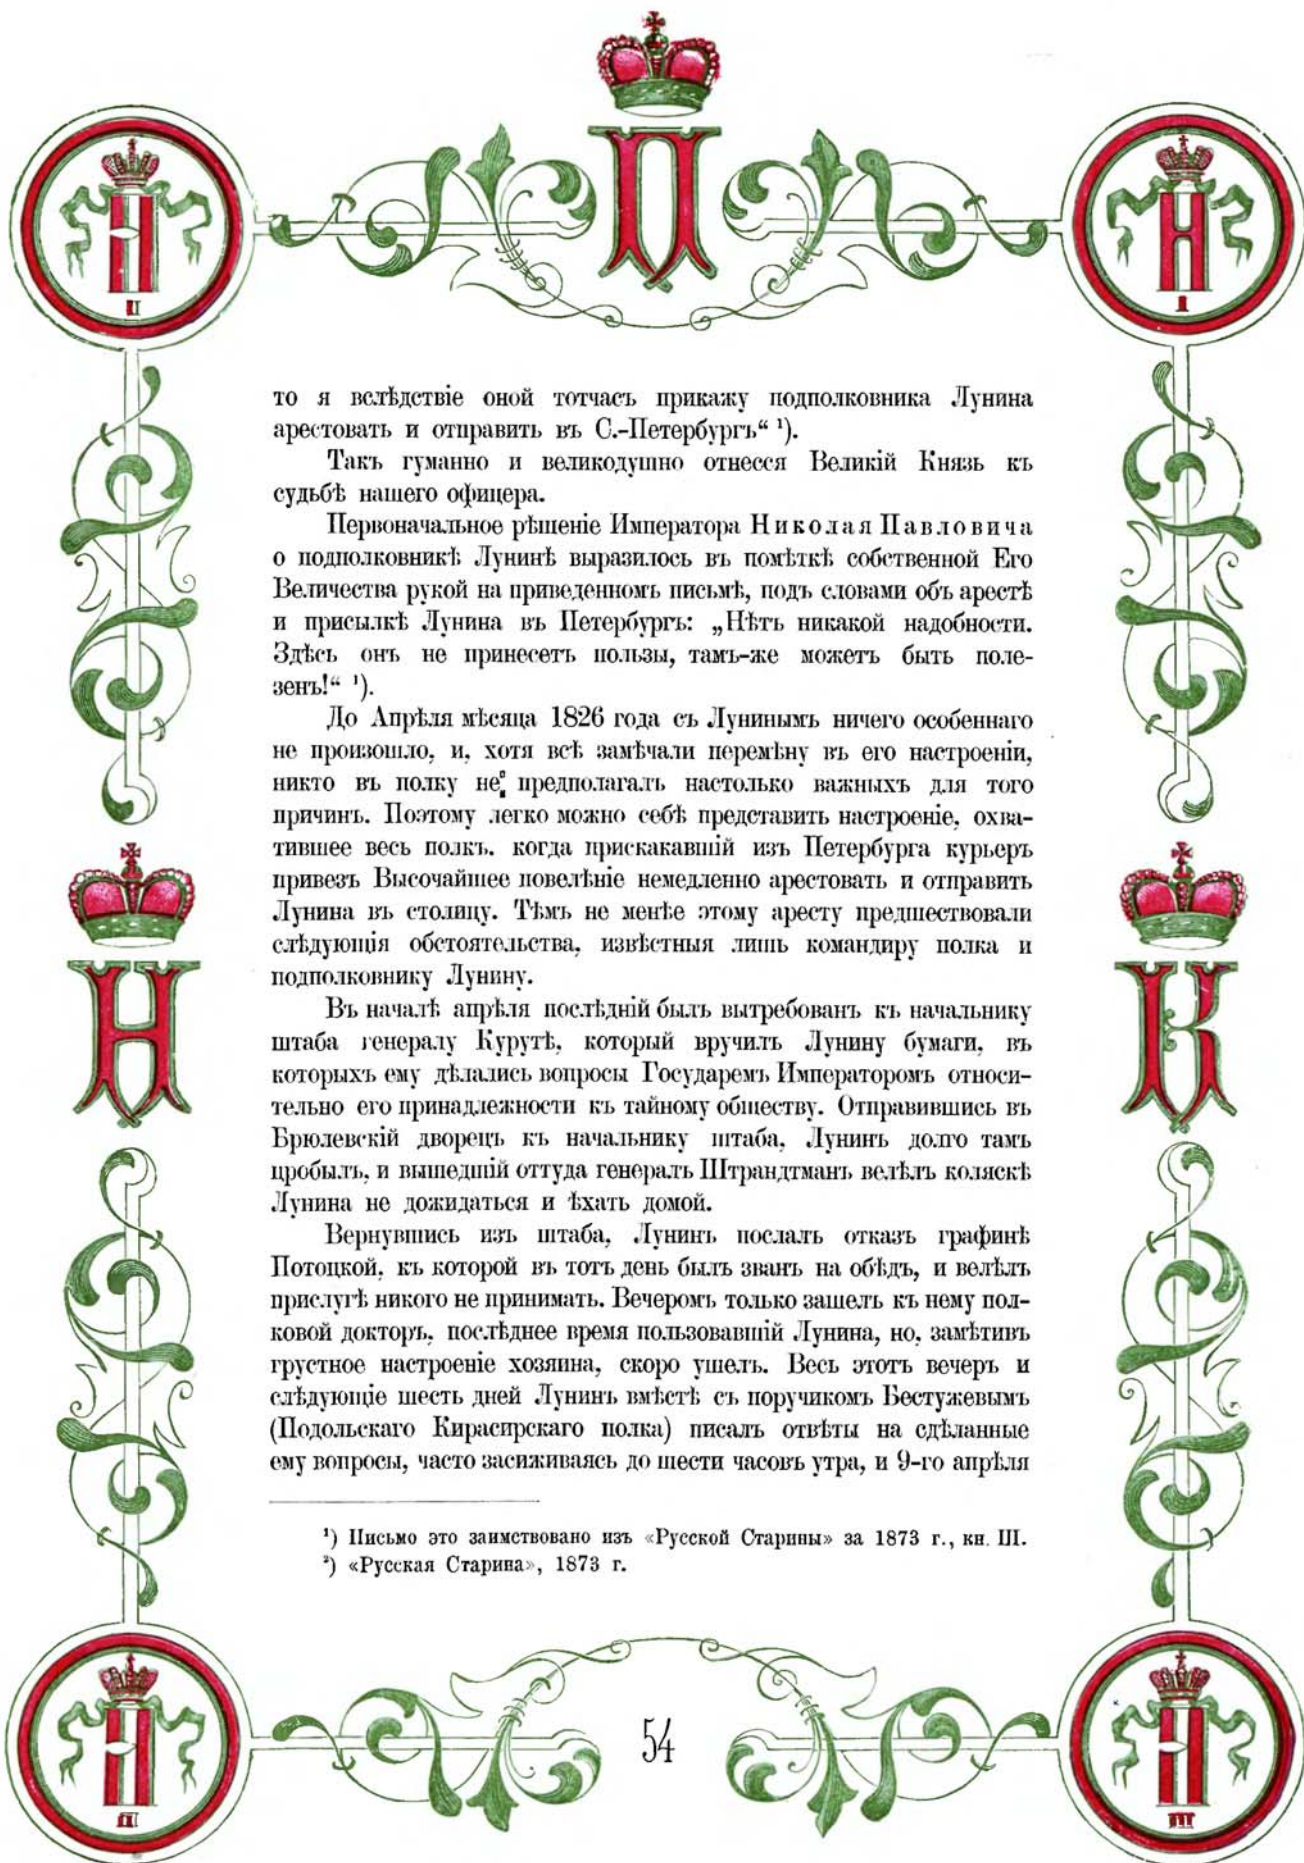 П
II
I
то я вслѣдствіе оной тотчасъ прикажу подполковника Лунина
арестовать и отправить въ С.-Петербургъ“ ¹).
Такъ гуманно и великодушно отнесся Великій Князь къ
судьбѣ нашего офицера.
Первоначальное рѣшеніе Императора Николая Павловича
о подполковникѣ Лунинѣ выразилось въ помѣткѣ собственной Его
Величества рукой на приведенномъ письмѣ, подъ словами объ арестѣ
и присылкѣ Лунина въ Петербургъ: „Нѣтъ никакой надобности.
Здѣсь онъ не принесетъ пользы, тамъ-же можетъ быть поле-
зенъ!“ ¹).
До Апрѣля мѣсяца 1826 года съ Лунинымъ ничего особеннаго
не произошло, и, хотя всѣ замѣчали перемѣну въ его настроеніи,
никто въ полку не предполагалъ настолько важныхъ для того
причинъ. Поэтому легко можно себѣ представить настроеніе, охва-
тившее весь полкъ, когда прискакавшій изъ Петербурга курьеръ
привезъ Высочайшее повелѣніе немедленно арестовать и отправить
Лунина въ столицу. Тѣмъ не менѣе этому аресту предшествовали
слѣдующія обстоятельства, извѣстныя лишь командиру полка и
подполковнику Лунину.
Въ началѣ апрѣля послѣдній былъ вытребованъ къ начальнику
штаба генералу Курутѣ, который вручилъ Лунину бумаги, въ
которыхъ ему дѣлались вопросы Государемъ Императоромъ относи-
тельно его принадлежности къ тайному обществу. Отправившись въ
Брюлевскій дворецъ къ начальнику штаба, Лунинъ долго тамъ
пробылъ, и вышедшій оттуда генералъ Штрандтманъ велѣлъ коляскѣ
Лунина не дожидаться и ѣхать домой.
Вернувшись изъ штаба, Лунинъ послалъ отказъ графинѣ
Потоцкой, къ которой въ тотъ день былъ званъ на обѣдъ, и велѣлъ
прислугѣ никого не принимать. Вечеромъ только зашелъ къ нему пол-
ковой докторъ, послѣднее время пользовавшій Лунина, но, замѣтивъ
грустное настроеніе хозяина, скоро ушелъ. Весь этотъ вечеръ и
слѣдующіе шесть дней Лунинъ вмѣстѣ съ поручикомъ Бестужевымъ
(Подольскаго Кирасирскаго полка) писалъ отвѣты на сдѣланные
ему вопросы, часто засиживаясь до шести часовъ утра, и 9-го апрѣля
Н
К
¹) Письмо это заимствовано изъ «Русской Старины» за 1873 г., кн. III.
²) «Русская Старина», 1873 г.
54
II
III